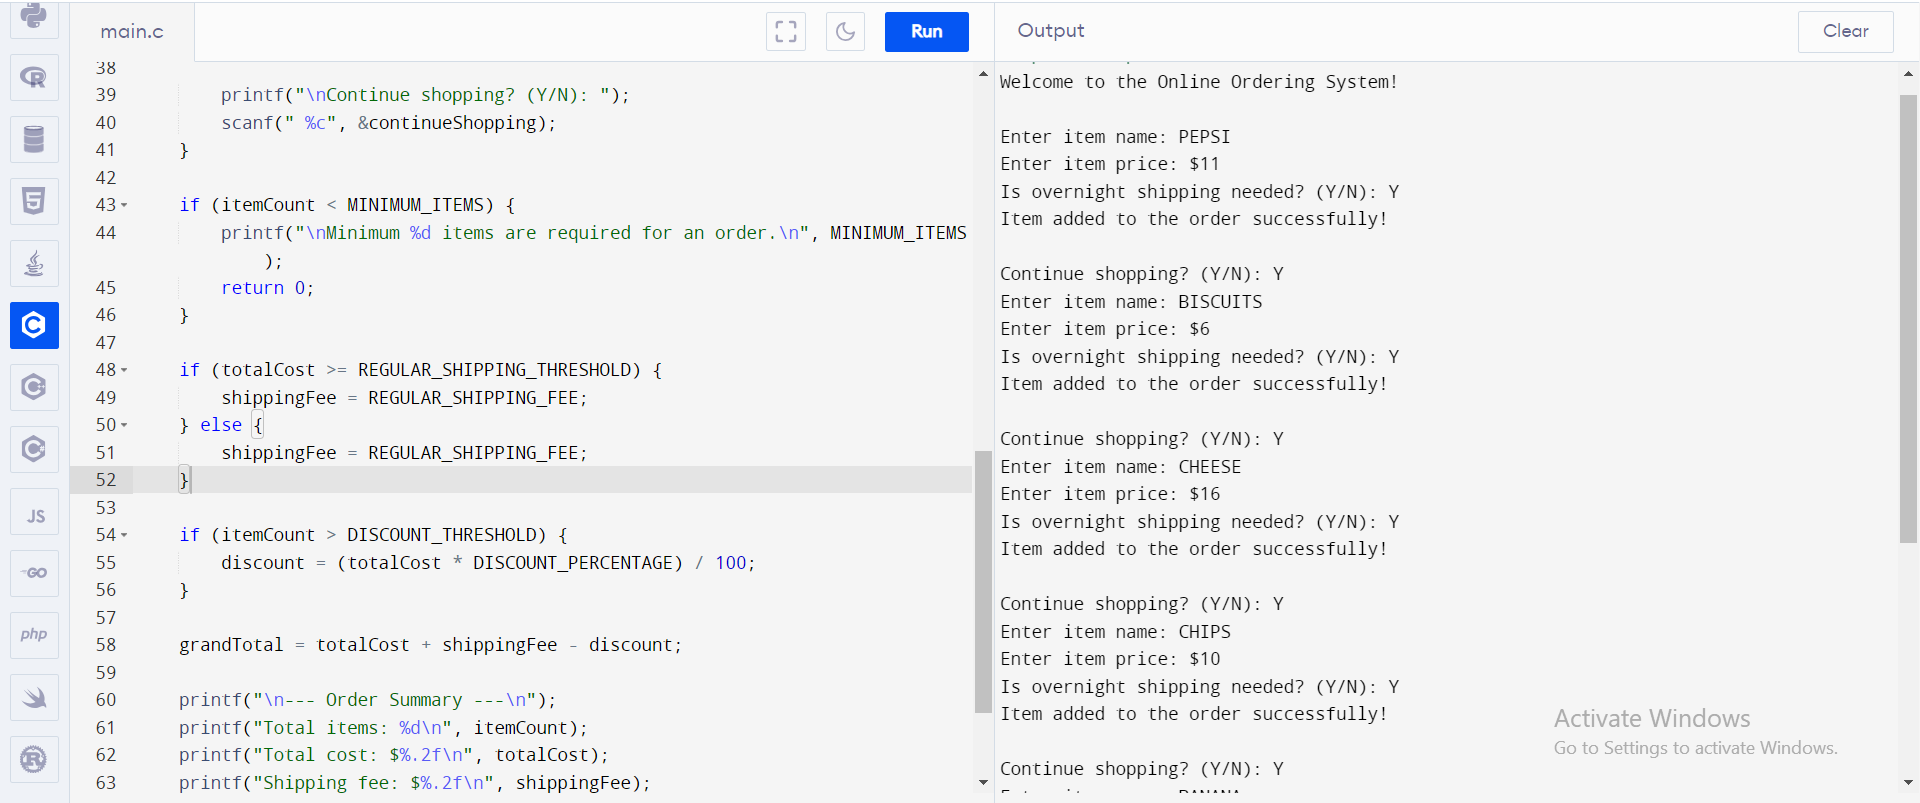 main.c
Run
Output
Clear
38
39 printf("\nContinue shopping? (Y/N): ");
40 scanf(" %c", &continueShopping);
41 }
42
43 if (itemCount < MINIMUM_ITEMS) {
44 printf("\nMinimum %d items are required for an order.\n", MINIMUM_ITEMS
);
45 return 0;
46 }
47
48 if (totalCost >= REGULAR_SHIPPING_THRESHOLD) {
49 shippingFee = REGULAR_SHIPPING_FEE;
50 } else {
51 shippingFee = REGULAR_SHIPPING_FEE;
52 }
53
54 if (itemCount > DISCOUNT_THRESHOLD) {
55 discount = (totalCost * DISCOUNT_PERCENTAGE) / 100;
56 }
57
58 grandTotal = totalCost + shippingFee - discount;
59
60 printf("\n--- Order Summary ---\n");
61 printf("Total items: %d\n", itemCount);
62 printf("Total cost: $%.2f\n", totalCost);
63 printf("Shipping fee: $%.2f\n", shippingFee);
Welcome to the Online Ordering System!
Enter item name: PEPSI
Enter item price: $11
Is overnight shipping needed? (Y/N): Y
Item added to the order successfully!
Continue shopping? (Y/N): Y
Enter item name: BISCUITS
Enter item price: $6
Is overnight shipping needed? (Y/N): Y
Item added to the order successfully!
Continue shopping? (Y/N): Y
Enter item name: CHEESE
Enter item price: $16
Is overnight shipping needed? (Y/N): Y
Item added to the order successfully!
Continue shopping? (Y/N): Y
Enter item name: CHIPS
Enter item price: $10
Is overnight shipping needed? (Y/N): Y
Item added to the order successfully!
Continue shopping? (Y/N): Y
Activate Windows
Go to Settings to activate Windows.
R
5
C
C
C
JS
GO
php
R